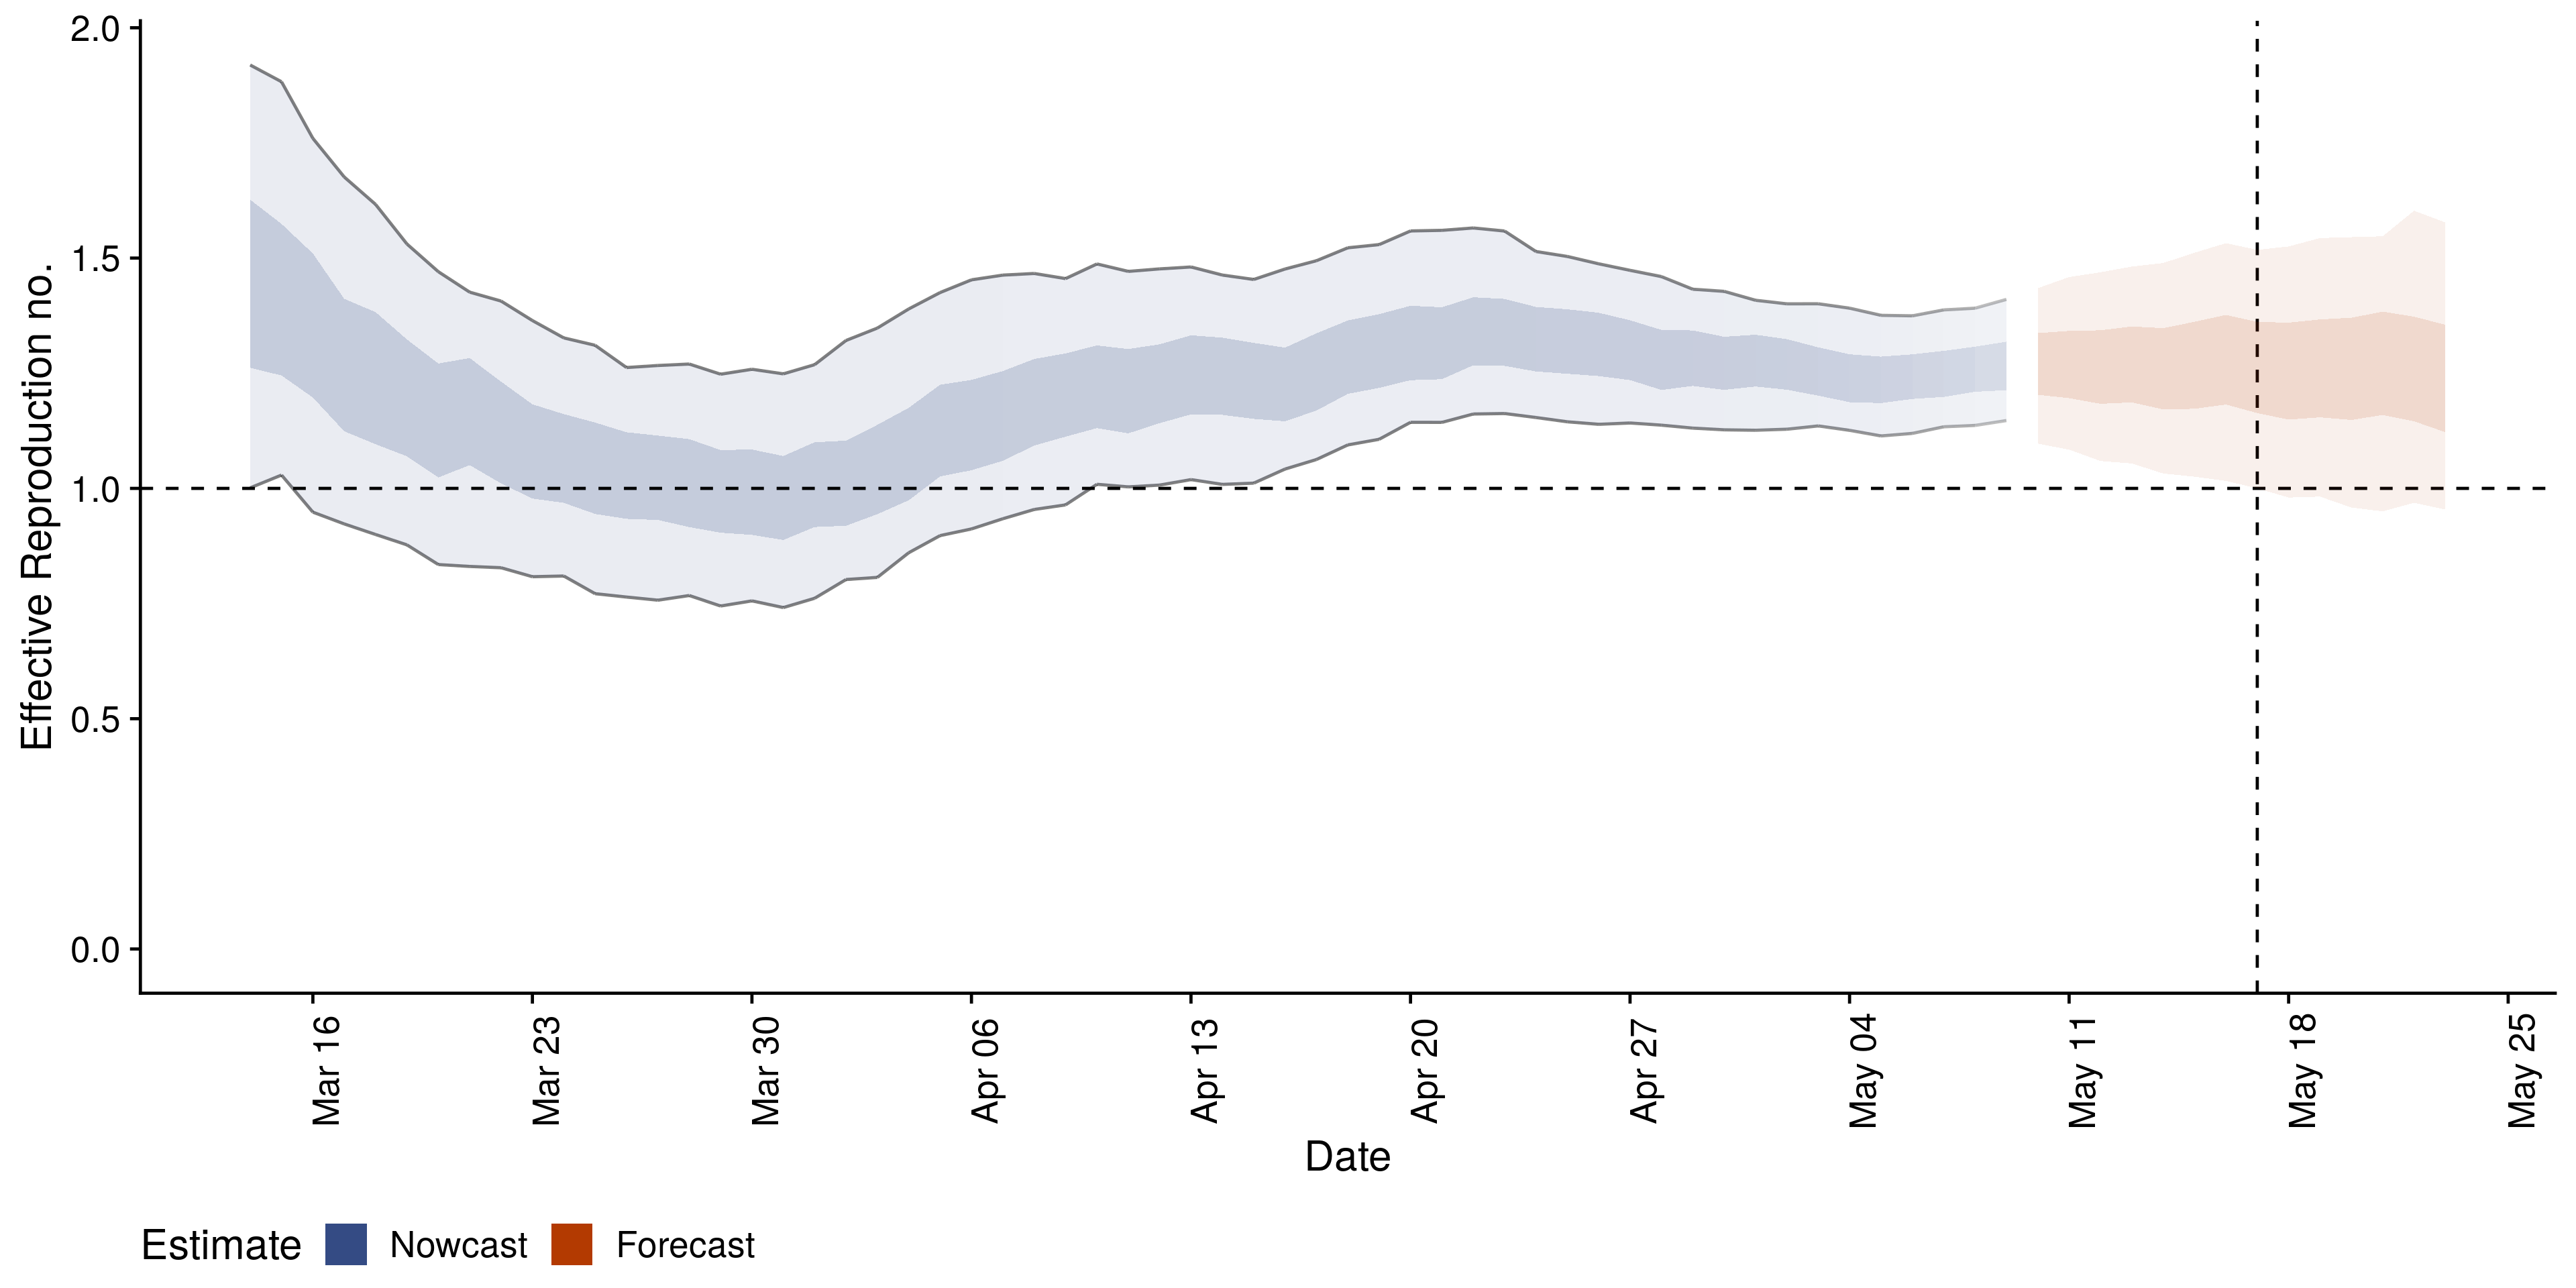 Effective Reproduction no.
2.0
1.5
1.0
0.5
0.0
Mar 16
Mar 23
Mar 30
Apr 06
Apr 13
Apr 20
Apr 27
May 04
May 11
May 18
May 25
Date
Estimate Nowcast Forecast